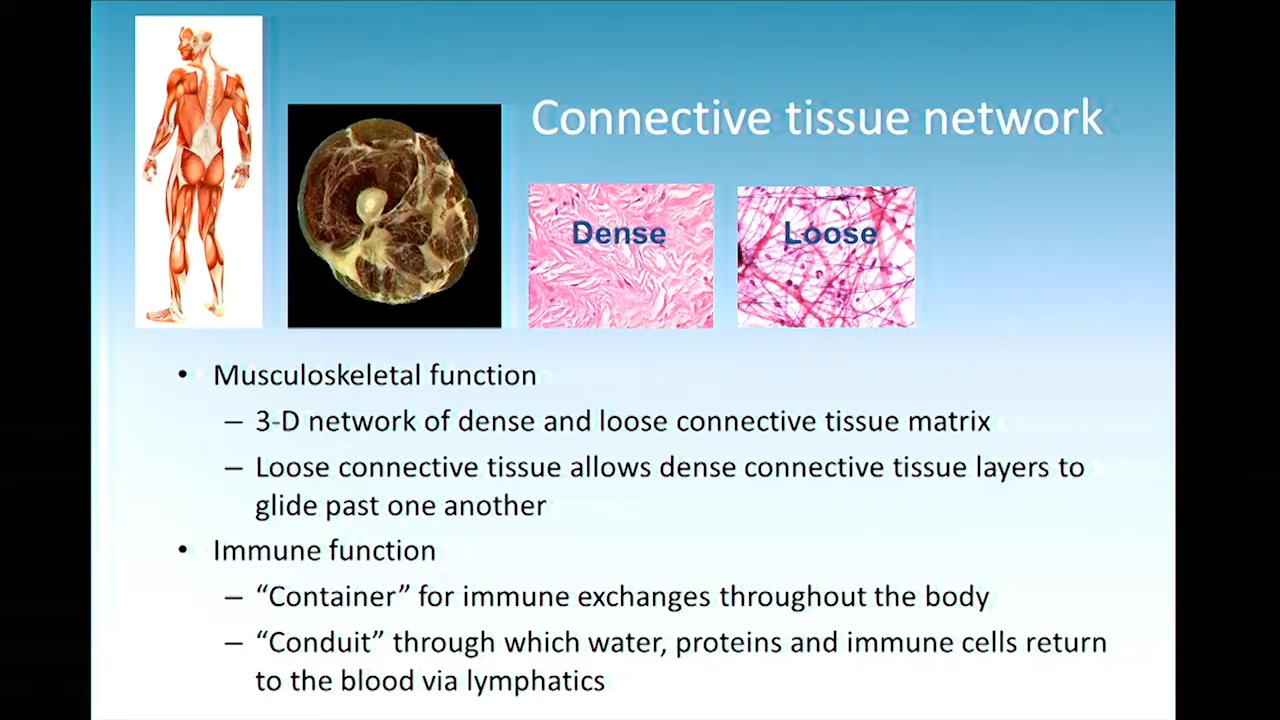 Connective tissue network
Dense
Loose
• Musculoskeletal function
– 3-D network of dense and loose connective tissue matrix
– Loose connective tissue allows dense connective tissue layers to
glide past one another
• Immune function
– “Container” for immune exchanges throughout the body
– “Conduit” through which water, proteins and immune cells return
to the blood via lymphatics